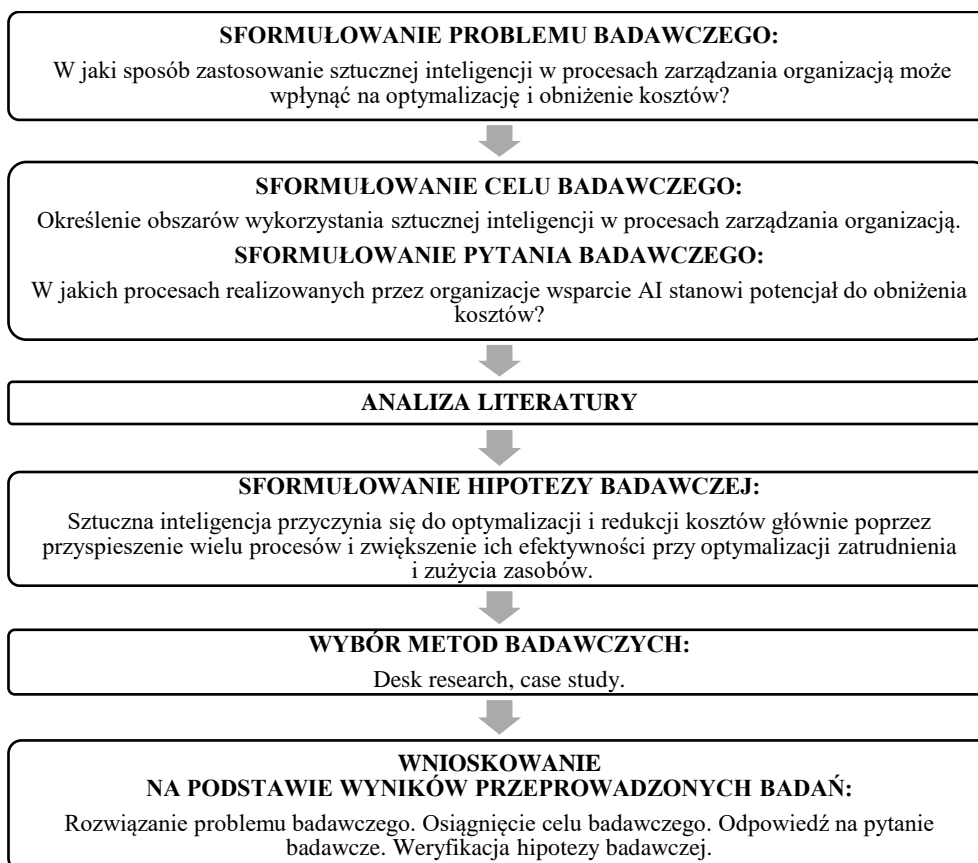 SFORMUŁOWANIE PROBLEMU BADAWCZEGO:
W jaki sposób zastosowanie sztucznej inteligencji w procesach zarządzania organizacją może
wpłynąć na optymalizację i obniżenie kosztów?
SFORMUŁOWANIE CELU BADAWCZEGO:
Określenie obszarów wykorzystania sztucznej inteligencji w procesach zarządzania organizacją.
SFORMUŁOWANIE PYTANIA BADAWCZEGO:
W jakich procesach realizowanych przez organizacje wsparcie AI stanowi potencjał do obniżenia
kosztów?
ANALIZA LITERATURY
SFORMUŁOWANIE HIPOTEZY BADAWCZEJ:
Sztuczna inteligencja przyczynia się do optymalizacji i redukcji kosztów głównie poprzez
przyspieszenie wielu procesów i zwiększenie ich efektywności przy optymalizacji zatrudnienia
i zużycia zasobów.
WYBÓR METOD BADAWCZYCH:
Desk research, case study.
WNIOSKOWANIE
NA PODSTAWIE WYNIKÓW PRZEPROWADZONYCH BADAŃ:
Rozwiązanie problemu badawczego. Osiągnięcie celu badawczego. Odpowiedź na pytanie
badawcze. Weryfikacja hipotezy badawczej.